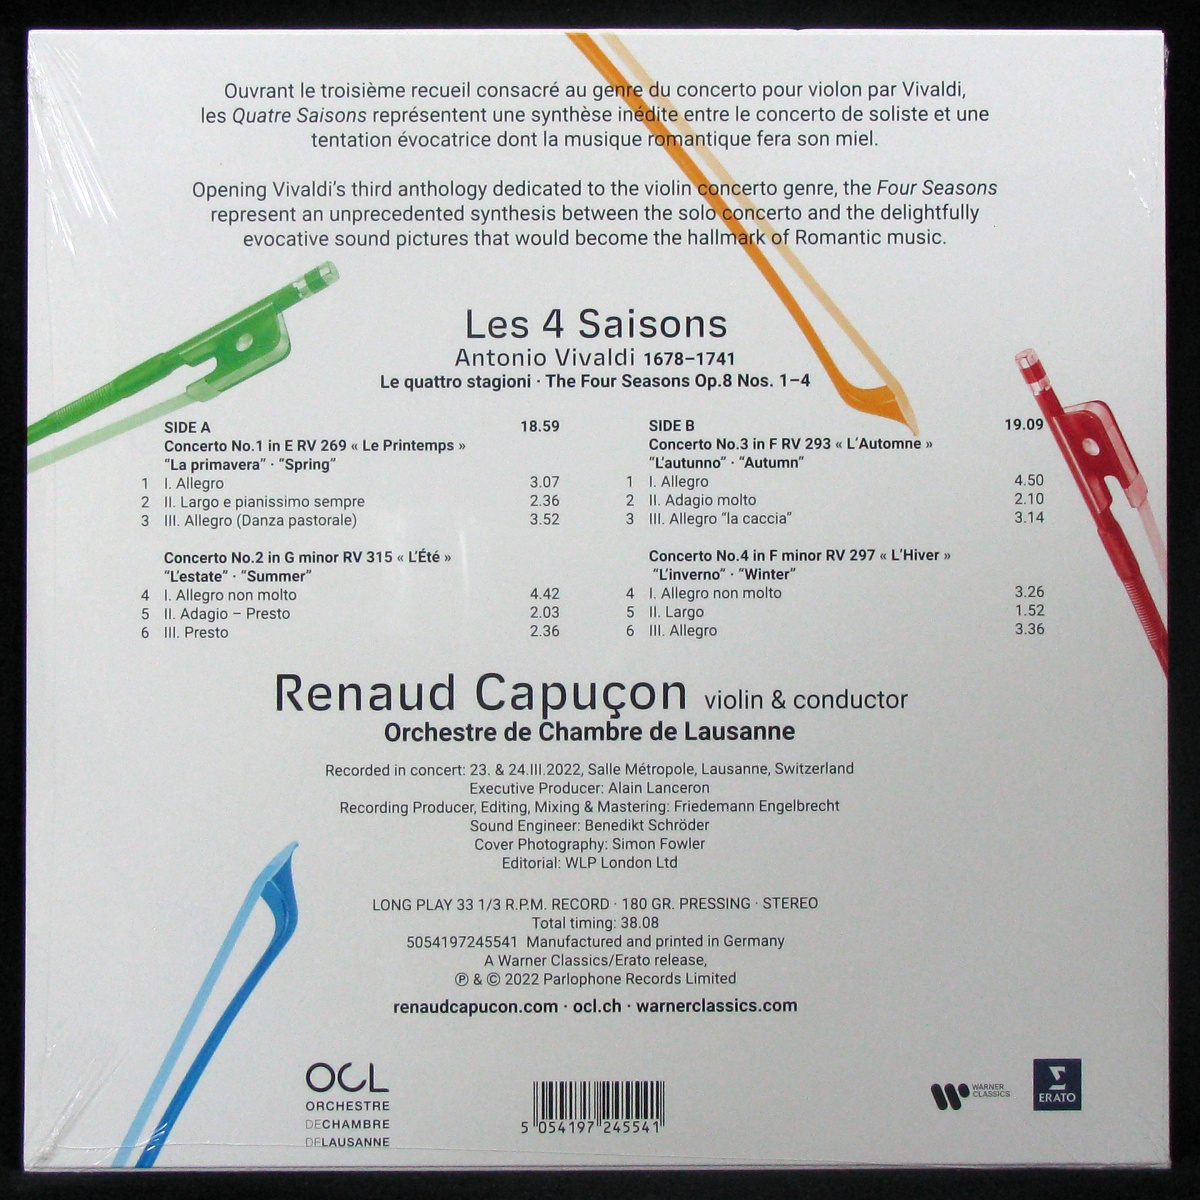 Ouvrant le troisième recueil consacré au genre du concerto pour violon par Vivaldi,
les Quatre Saisons représentent une synthèse inédite entre le concerto de soliste et une
tentation évocatrice dont la musique romantique fera son miel.
Opening Vivaldi's third anthology dedicated to the violin concerto genre, the Four Seasons
represent an unprecedented synthesis between the solo concerto and the delightfully
evocative sound pictures that would become the hallmark of Romantic music.
Les 4 Saisons
Antonio Vivaldi 1678–1741
Le quattro stagioni · The Four Seasons Op.8 Nos. 1–4
SIDE A 18.59
Concerto No.1 in E RV 269 « Le Printemps »
“La primavera” · “Spring”
1 I. Allegro 3.07
2 II. Largo e pianissimo sempre 2.36
3 III. Allegro (Danza pastorale) 3.52
Concerto No.2 in G minor RV 315 « L'Été »
“L'estate” · “Summer”
4 I. Allegro non molto 4.42
5 II. Adagio – Presto 2.03
6 III. Presto 2.36
SIDE B 19.09
Concerto No.3 in F RV 293 « L'Automne »
“L'autunno” · “Autumn”
1 I. Allegro 4.50
2 II. Adagio molto 2.10
3 III. Allegro “la caccia” 3.14
Concerto No.4 in F minor RV 297 « L'Hiver »
“L'inverno” · “Winter”
4 I. Allegro non molto 3.26
5 II. Largo 1.52
6 III. Allegro 3.36
Renaud Capuçon violin & conductor
Orchestre de Chambre de Lausanne
Recorded in concert: 23. & 24.III.2022, Salle Métropole, Lausanne, Switzerland
Executive Producer: Alain Lanceron
Recording Producer, Editing, Mixing & Mastering: Friedemann Engelbrecht
Sound Engineer: Benedikt Schröder
Cover Photography: Simon Fowler
Editorial: WLP London Ltd
LONG PLAY 33 1/3 R.P.M. RECORD · 180 GR. PRESSING · STEREO
Total timing: 38.08
5054197245541 Manufactured and printed in Germany
A Warner Classics/Erato release,
℗ & © 2022 Parlophone Records Limited
renaudcapucon.com · ocl.ch · warnerclassics.com
OCL
ORCHESTRE
DECHAMBRE
DELAUSANNE
5 054197 245541
WARNER
CLASSICS
ERATO